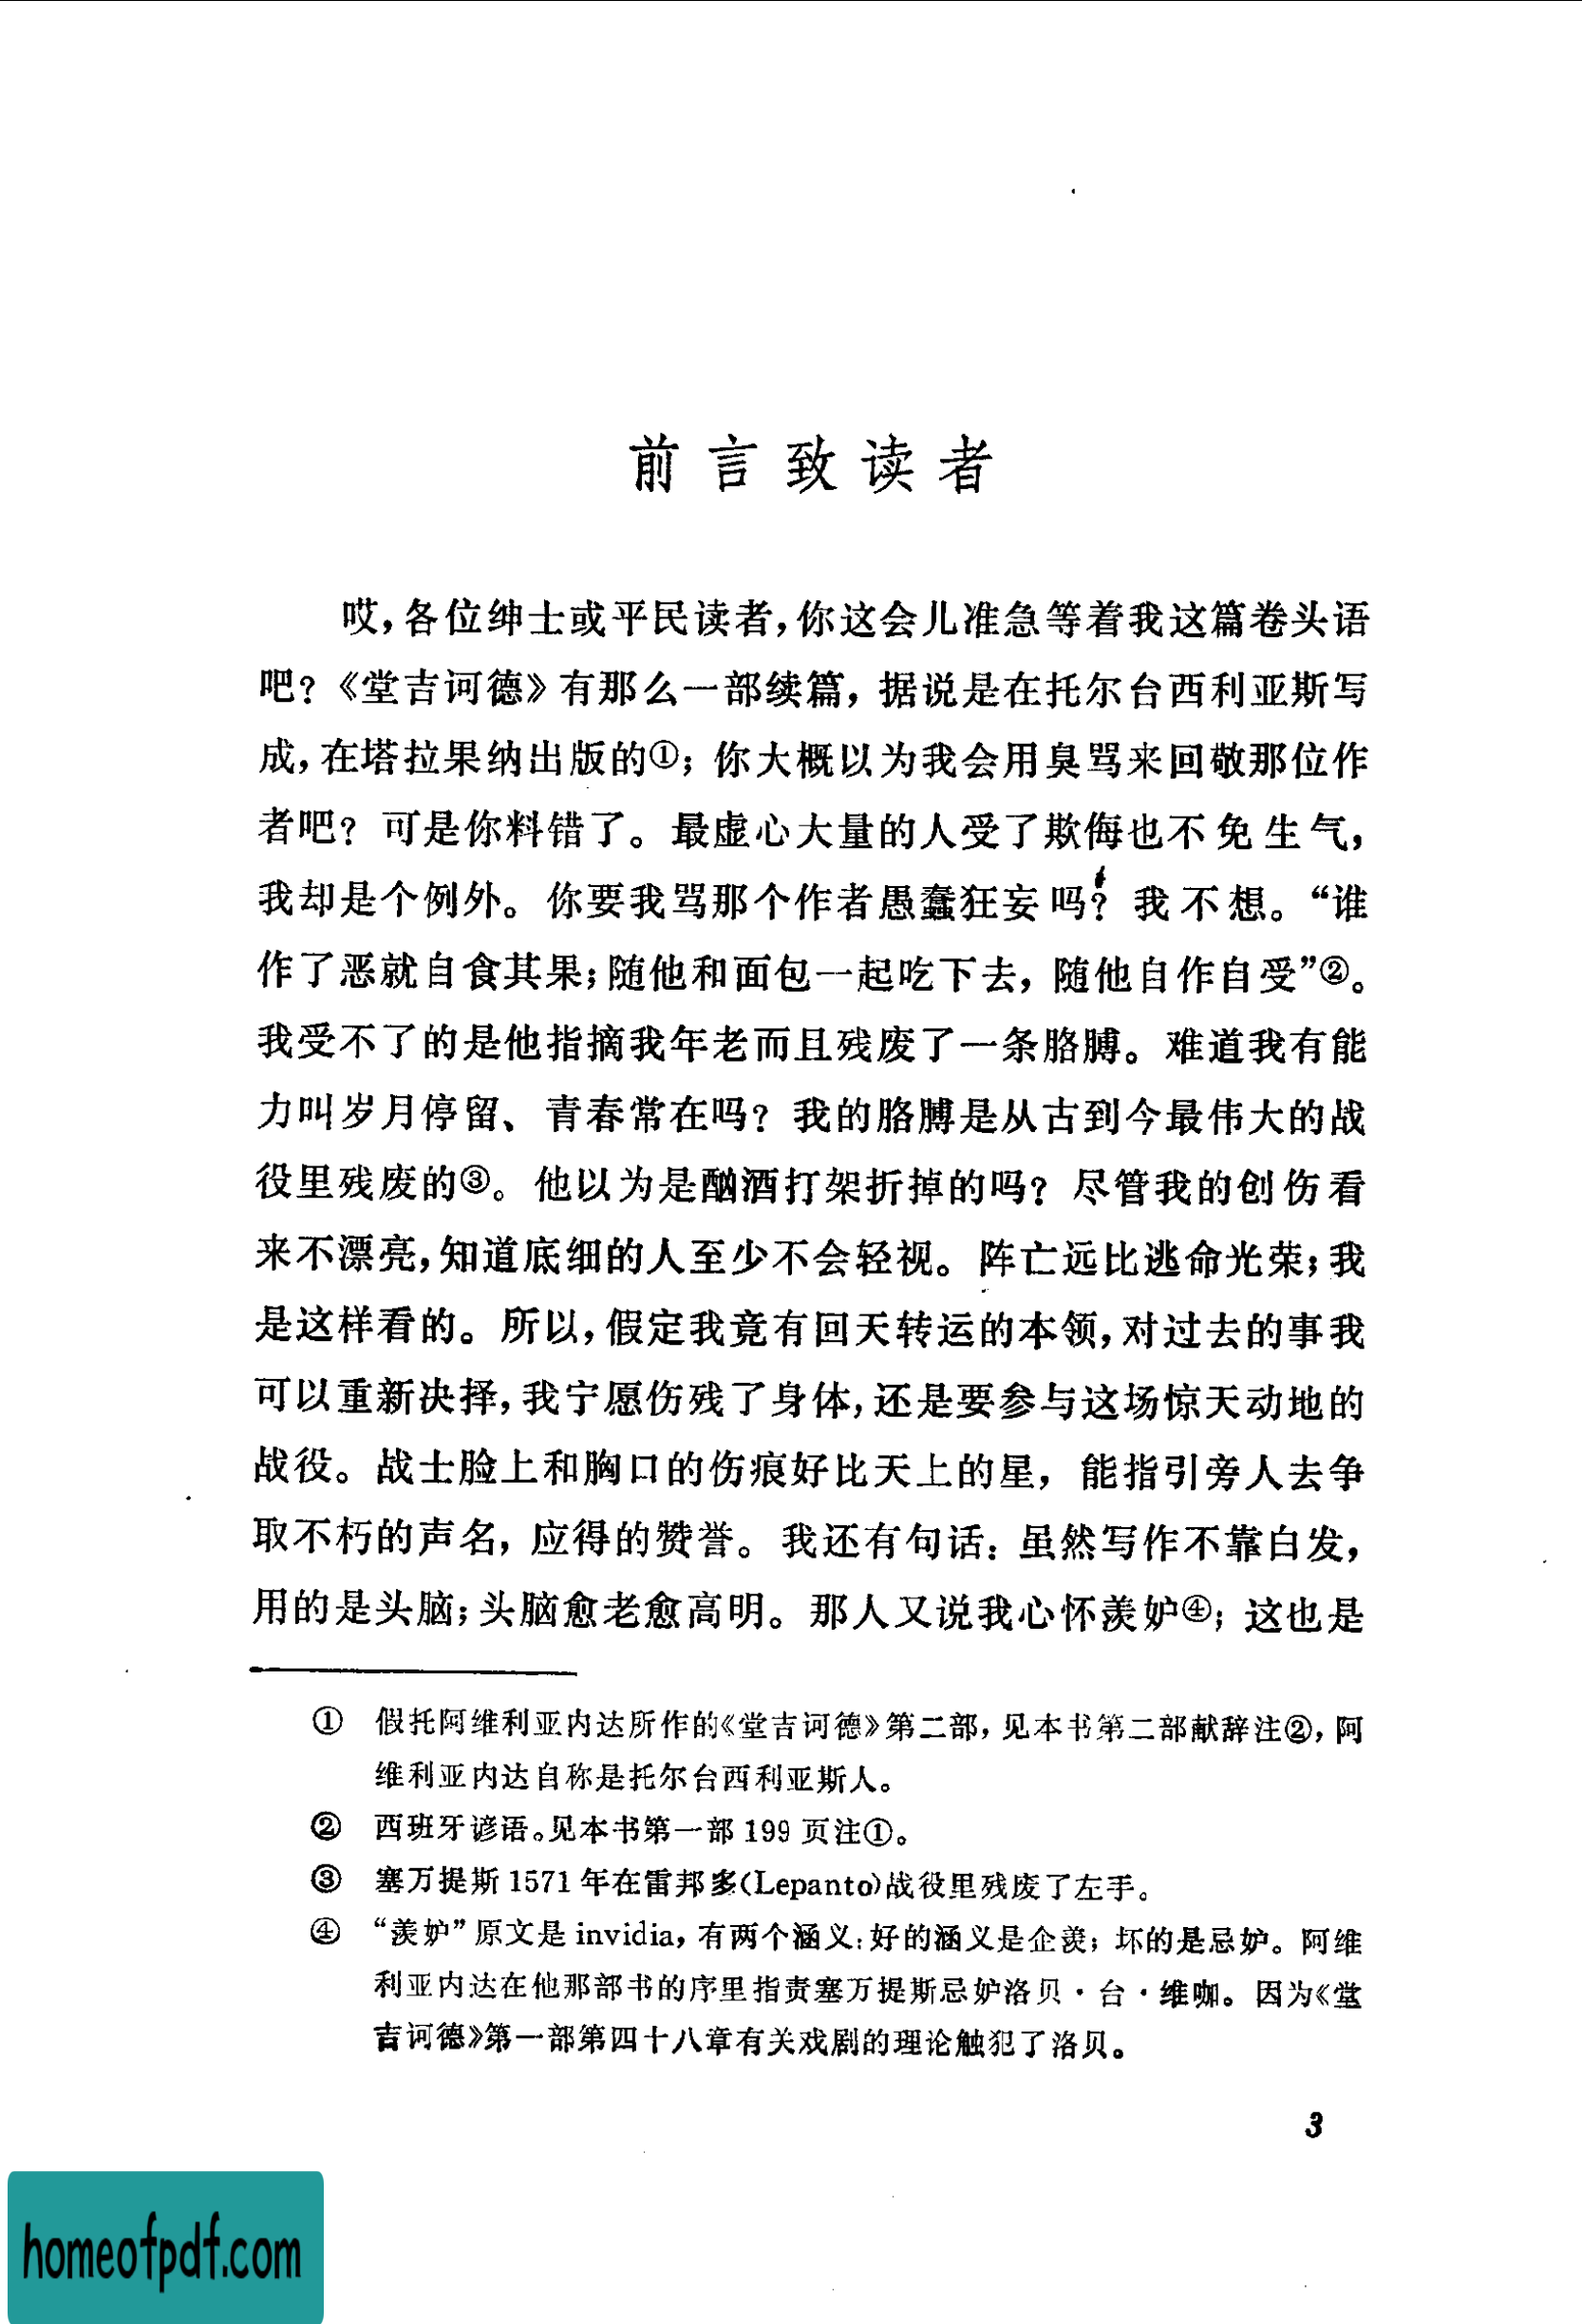 前言致读者
哎，各位绅士或平民读者，你这会儿准急等着我这篇卷头语
吧？《堂吉诃德》有那么一部续篇，据说是在托尔台西利亚斯写
成，在塔拉果纳出版的①；你大概以为我会用臭骂来回敬那位作
者吧？可是你料错了。最虚心大量的人受了欺侮也不免生气，
我却是个例外。你要我骂那个作者愚蠢狂妄吗？我不想。“谁
作了恶就自食其果；随他和面包一起吃下去，随他自作自受”②。
我受不了的是他指摘我年老而且残废了一条胳膊。难道我有能
力叫岁月停留、青春常在吗？我的胳膊是从古到今最伟大的战
役里残废的③。他以为是酗酒打架折掉的吗？尽管我的创伤看
来不漂亮，知道底细的人至少不会轻视。阵亡远比逃命光荣；我
是这样看的。所以，假定我竟有回天转运的本领，对过去的事我
可以重新决择，我宁愿伤残了身体，还是要参与这场惊天动地的
战役。战士脸上和胸口的伤痕好比天上的星，能指引旁人去争
取不朽的声名，应得的赞誉。我还有句话：虽然写作不靠白发，
用的是头脑；头脑愈老愈高明。那人又说我心怀羡妒④；这也是
① 假托阿维利亚内达所作的《堂吉诃德》第二部，见本书第二部献辞注②，阿
维利亚内达自称是托尔台西利亚斯人。
② 西班牙谚语。见本书第一部 199 页注①。
③ 塞万提斯 1571 年在雷邦多(Lepanto)战役里残废了左手。
④ “羡妒”原文是 invidia，有两个涵义：好的涵义是企羡；坏的是忌妒。阿维
利亚内达在他那部书的序里指责塞万提斯忌妒洛贝·台·维咖。因为《堂
吉诃德》第一部第四十八章有关戏剧的理论触犯了洛贝。
3
homeofpdf.com